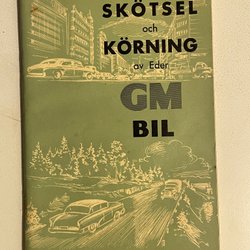 SKÖTSEL
och
KÖRNING
av Eder
GM
BIL